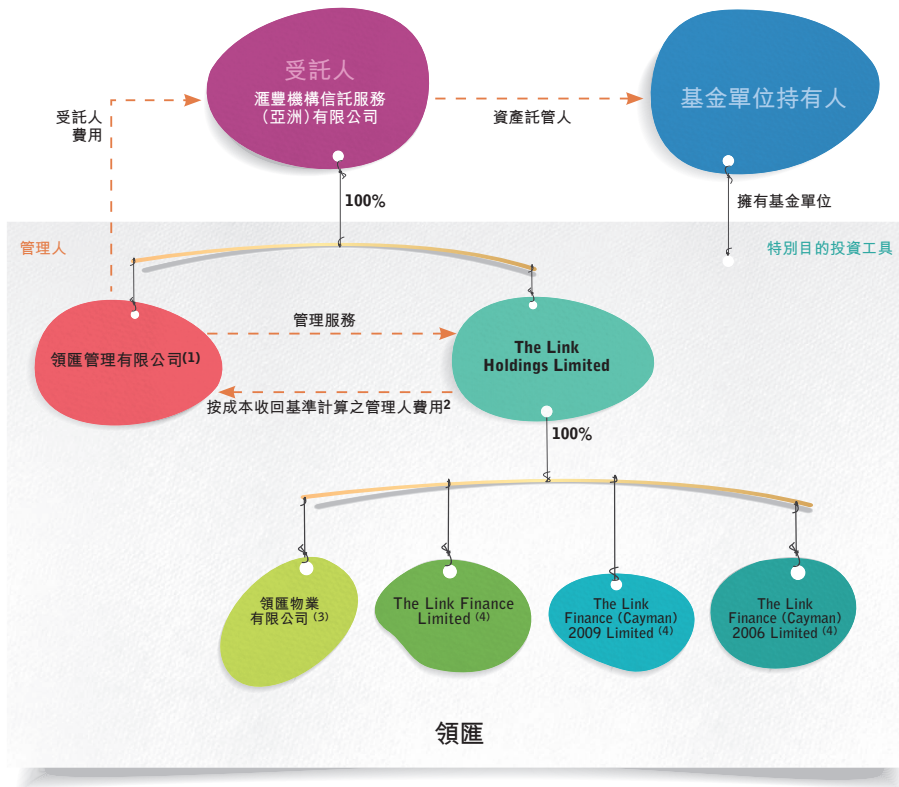 受託人
滙豐機構信託服務
（亞洲）有限公司
基金單位持有人
受託人
費用
資產託管人
100%
擁有基金單位
管理人
特別目的投資工具
領匯管理有限公司(1)
管理服務
The Link
Holdings Limited
按成本收回基準計算之管理人費用2
100%
領匯物業
有限公司 (3)
The Link Finance
Limited (4)
The Link
Finance (Cayman)
2009 Limited (4)
The Link
Finance (Cayman)
2006 Limited (4)
領匯